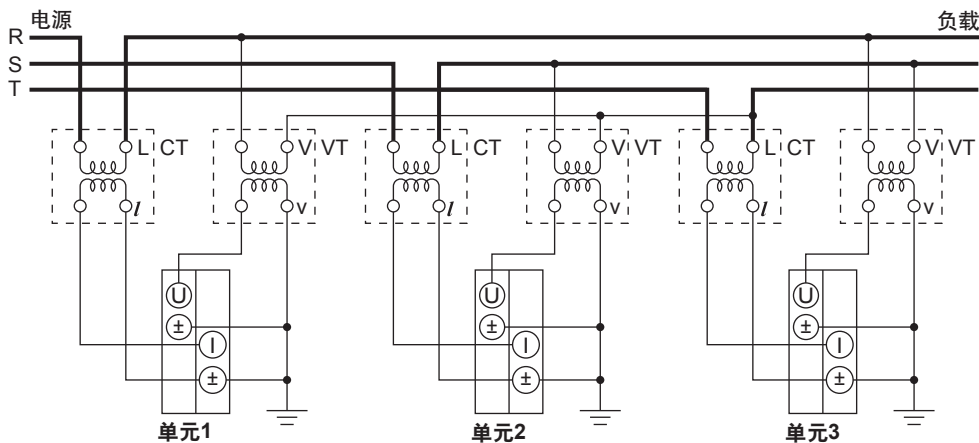 电源 负载
R
S
T
L CT V VT L CT V VT L CT V VT
l v l v l v
U U U
± ± ±
I I I
± ± ±
单元1 单元2 单元3